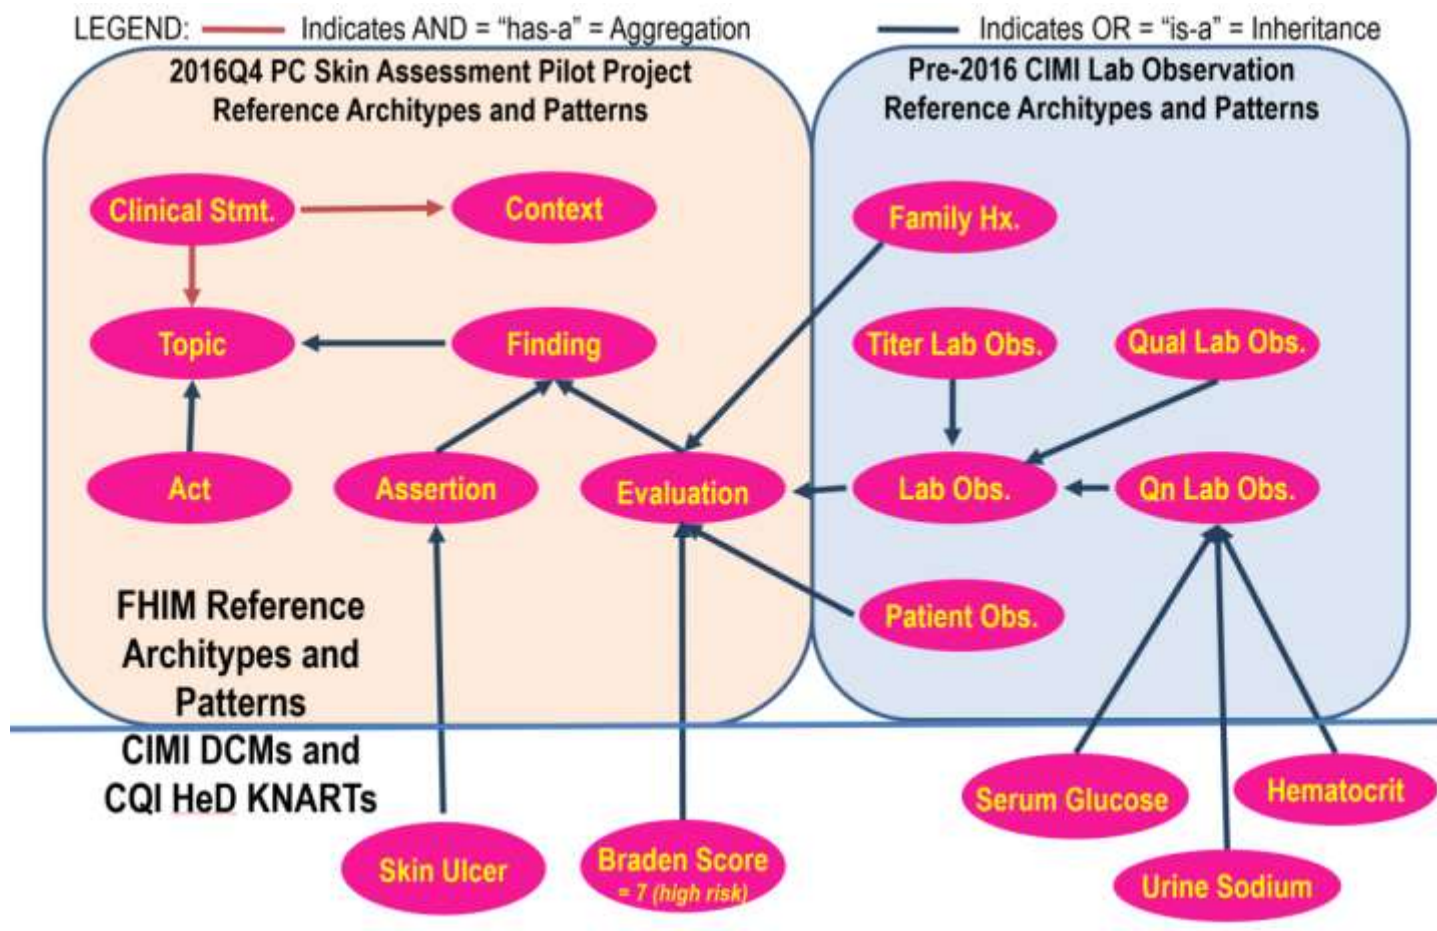 LEGEND: Indicates AND = “has-a” = Aggregation
Indicates OR = “is-a” = Inheritance
2016Q4 PC Skin Assessment Pilot Project
Reference Architypes and Patterns
Pre-2016 CIMI Lab Observation
Reference Architypes and Patterns
Clinical Stmt.
Context
Family Hx.
Topic
Finding
Titer Lab Obs.
Qual Lab Obs.
Act
Assertion
Evaluation
Lab Obs.
Qn Lab Obs.
Patient Obs.
FHIM Reference
Architypes and
Patterns
CIMI DCMs and
CQI HeD KNARTs
Serum Glucose
Hematocrit
Skin Ulcer
Braden Score
= 7 (high risk)
Urine Sodium